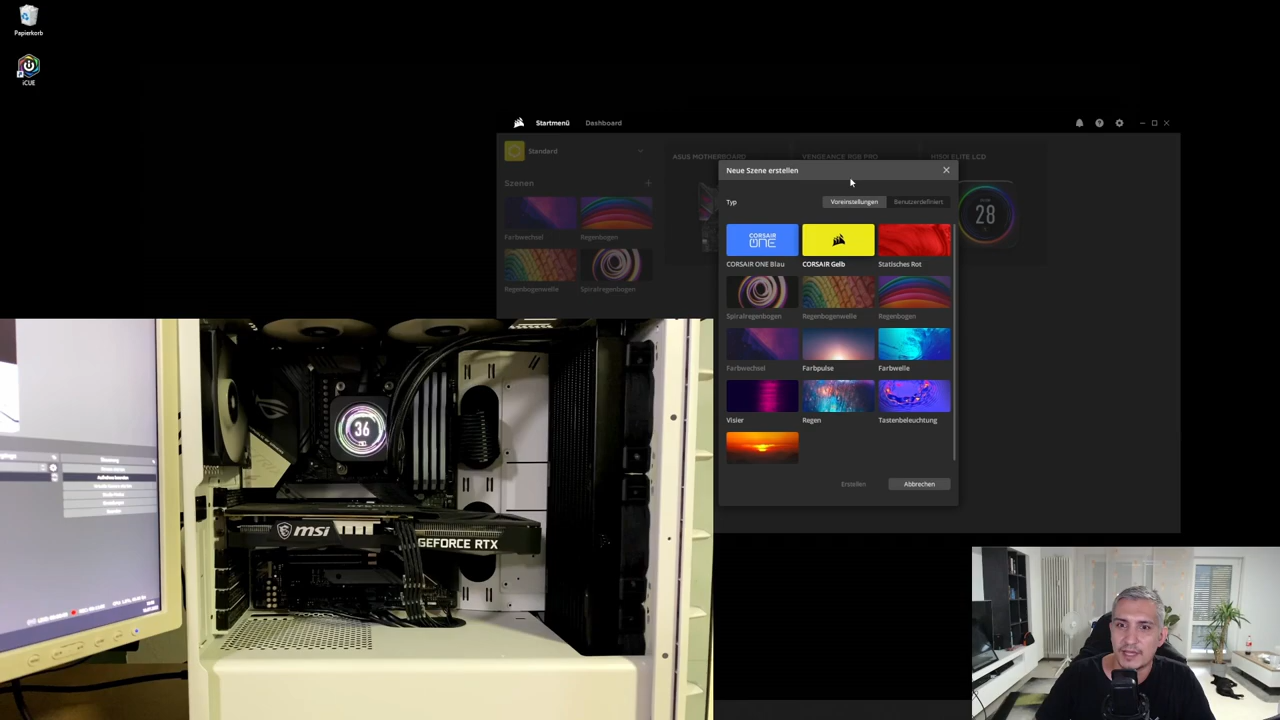 Papierkorb
iCUE
Startmenü
Dashboard
Standard
Szenen
Farbwechsel
Regenbogen
Regenbogenwelle
Spiralregenbogen
ASUS MOTHERBOARD
VENGEANCE RGB PRO
H150I ELITE LCD
28
Neue Szene erstellen
Typ
Voreinstellungen
Benutzerdefiniert
CORSAIR
ONE
CORSAIR ONE Blau
CORSAIR Gelb
Statisches Rot
Spiralregenbogen
Regenbogenwelle
Regenbogen
Farbwechsel
Farbpulse
Farbwelle
Visier
Regen
Tastenbeleuchtung
Erstellen
Abbrechen
36
msi
GEFORCE RTX